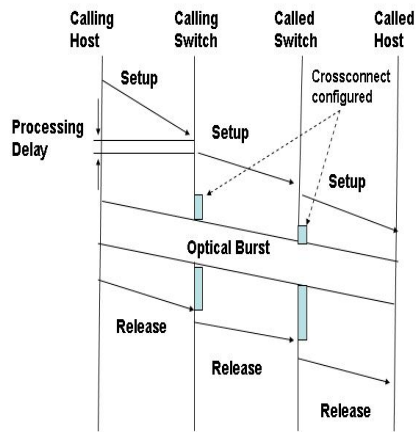 Calling
Host
Calling
Switch
Called
Switch
Called
Host
Setup
Crossconnect
configured
Processing
Delay
Setup
Setup
Optical Burst
Release
Release
Release